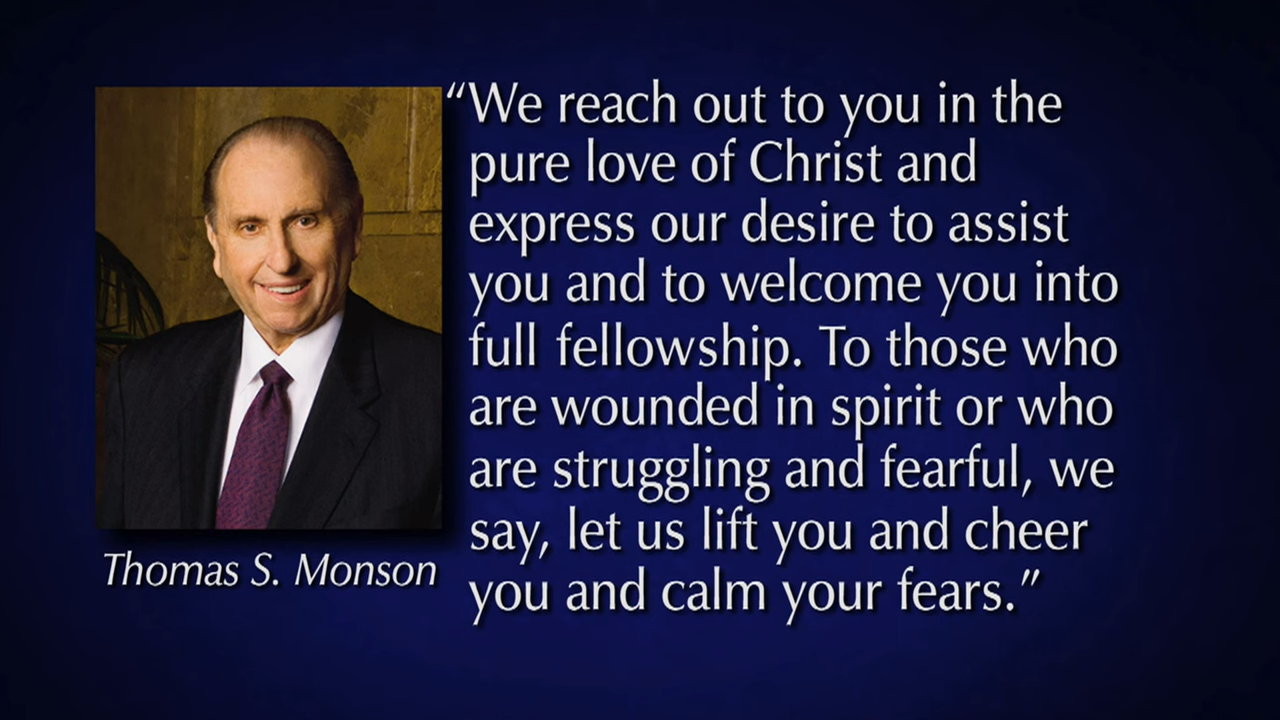 “We reach out to you in the
pure love of Christ and
express our desire to assist
you and to welcome you into
full fellowship. To those who
are wounded in spirit or who
are struggling and fearful, we
say, let us lift you and cheer
you and calm your fears.”
Thomas S. Monson